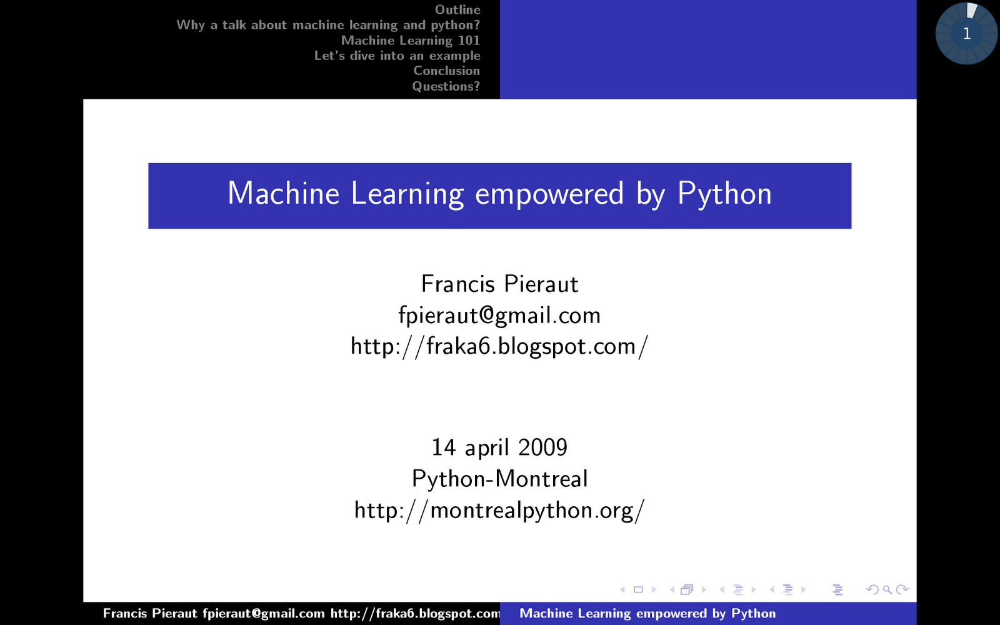 Outline
Why a talk about machine learning and python?
Machine Learning 101
Let's dive into an example
Conclusion
Questions?
1
Machine Learning empowered by Python
Francis Pieraut
fpieraut@gmail.com
http://fraka6.blogspot.com/
14 april 2009
Python-Montreal
http://montrealpython.org/
Francis Pieraut fpieraut@gmail.com http://fraka6.blogspot.com
Machine Learning empowered by Python